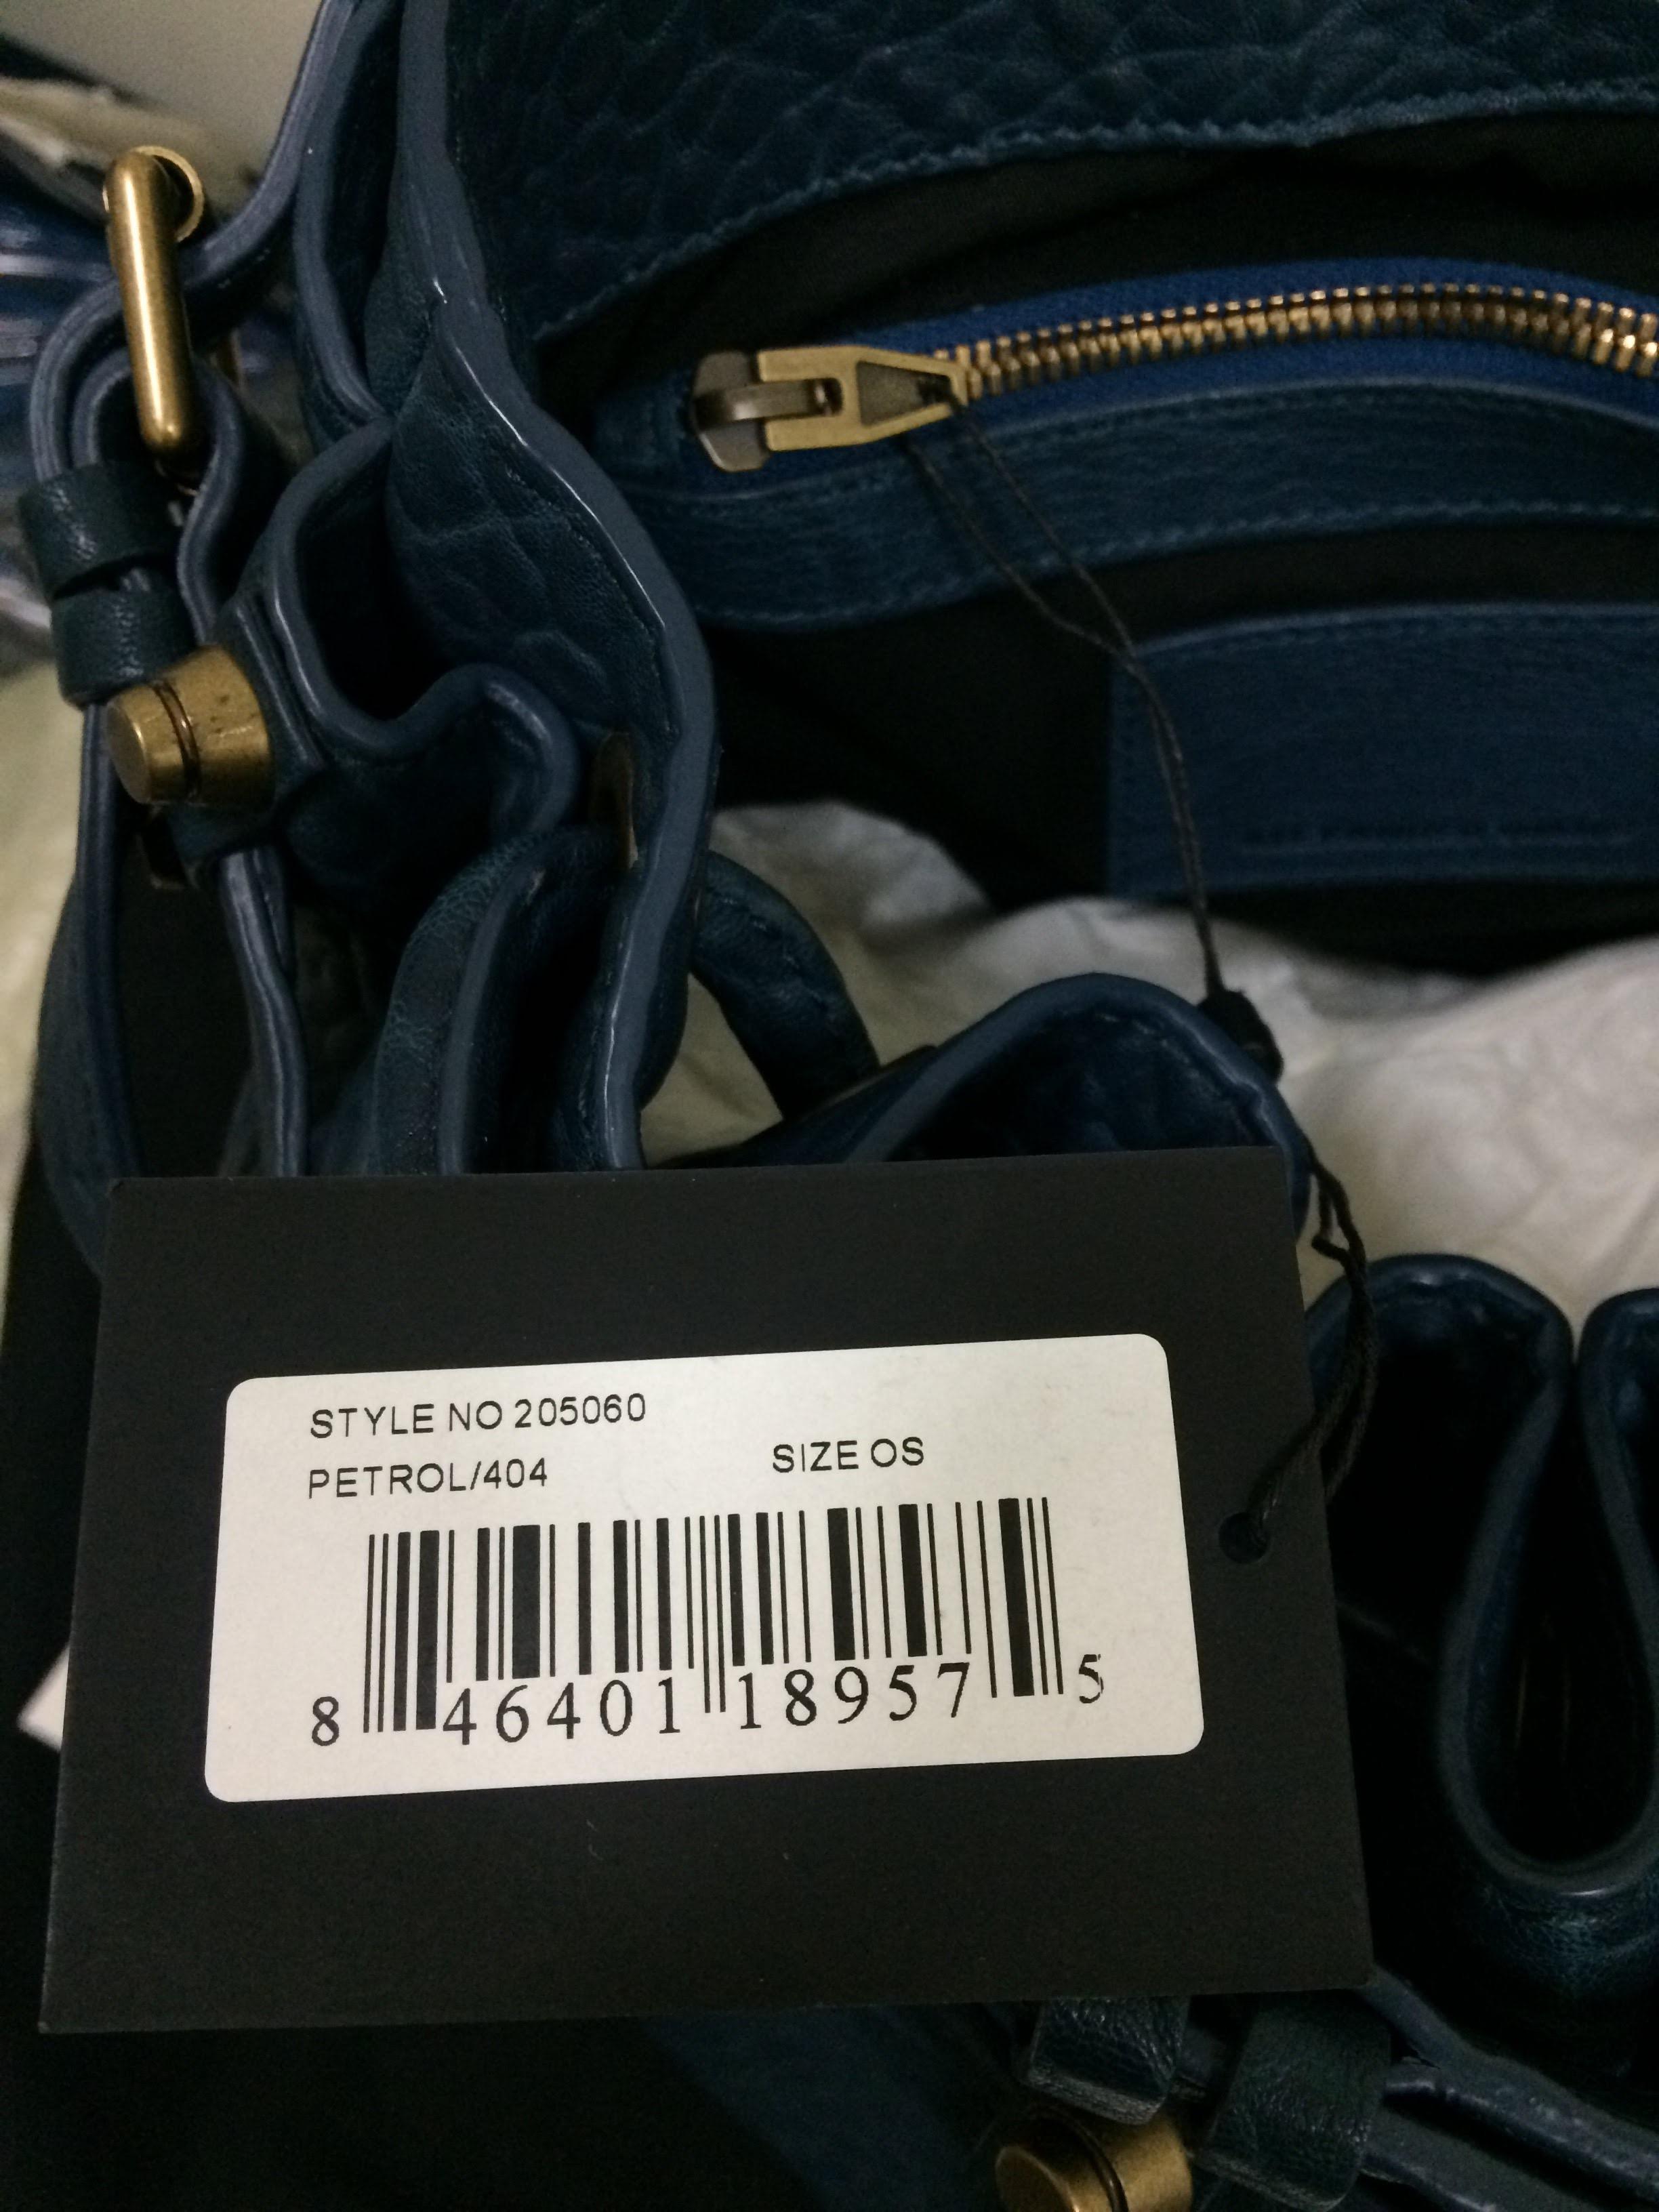 STYLE NO 205060
PETROL/404 SIZE OS
8 46401 18957 5